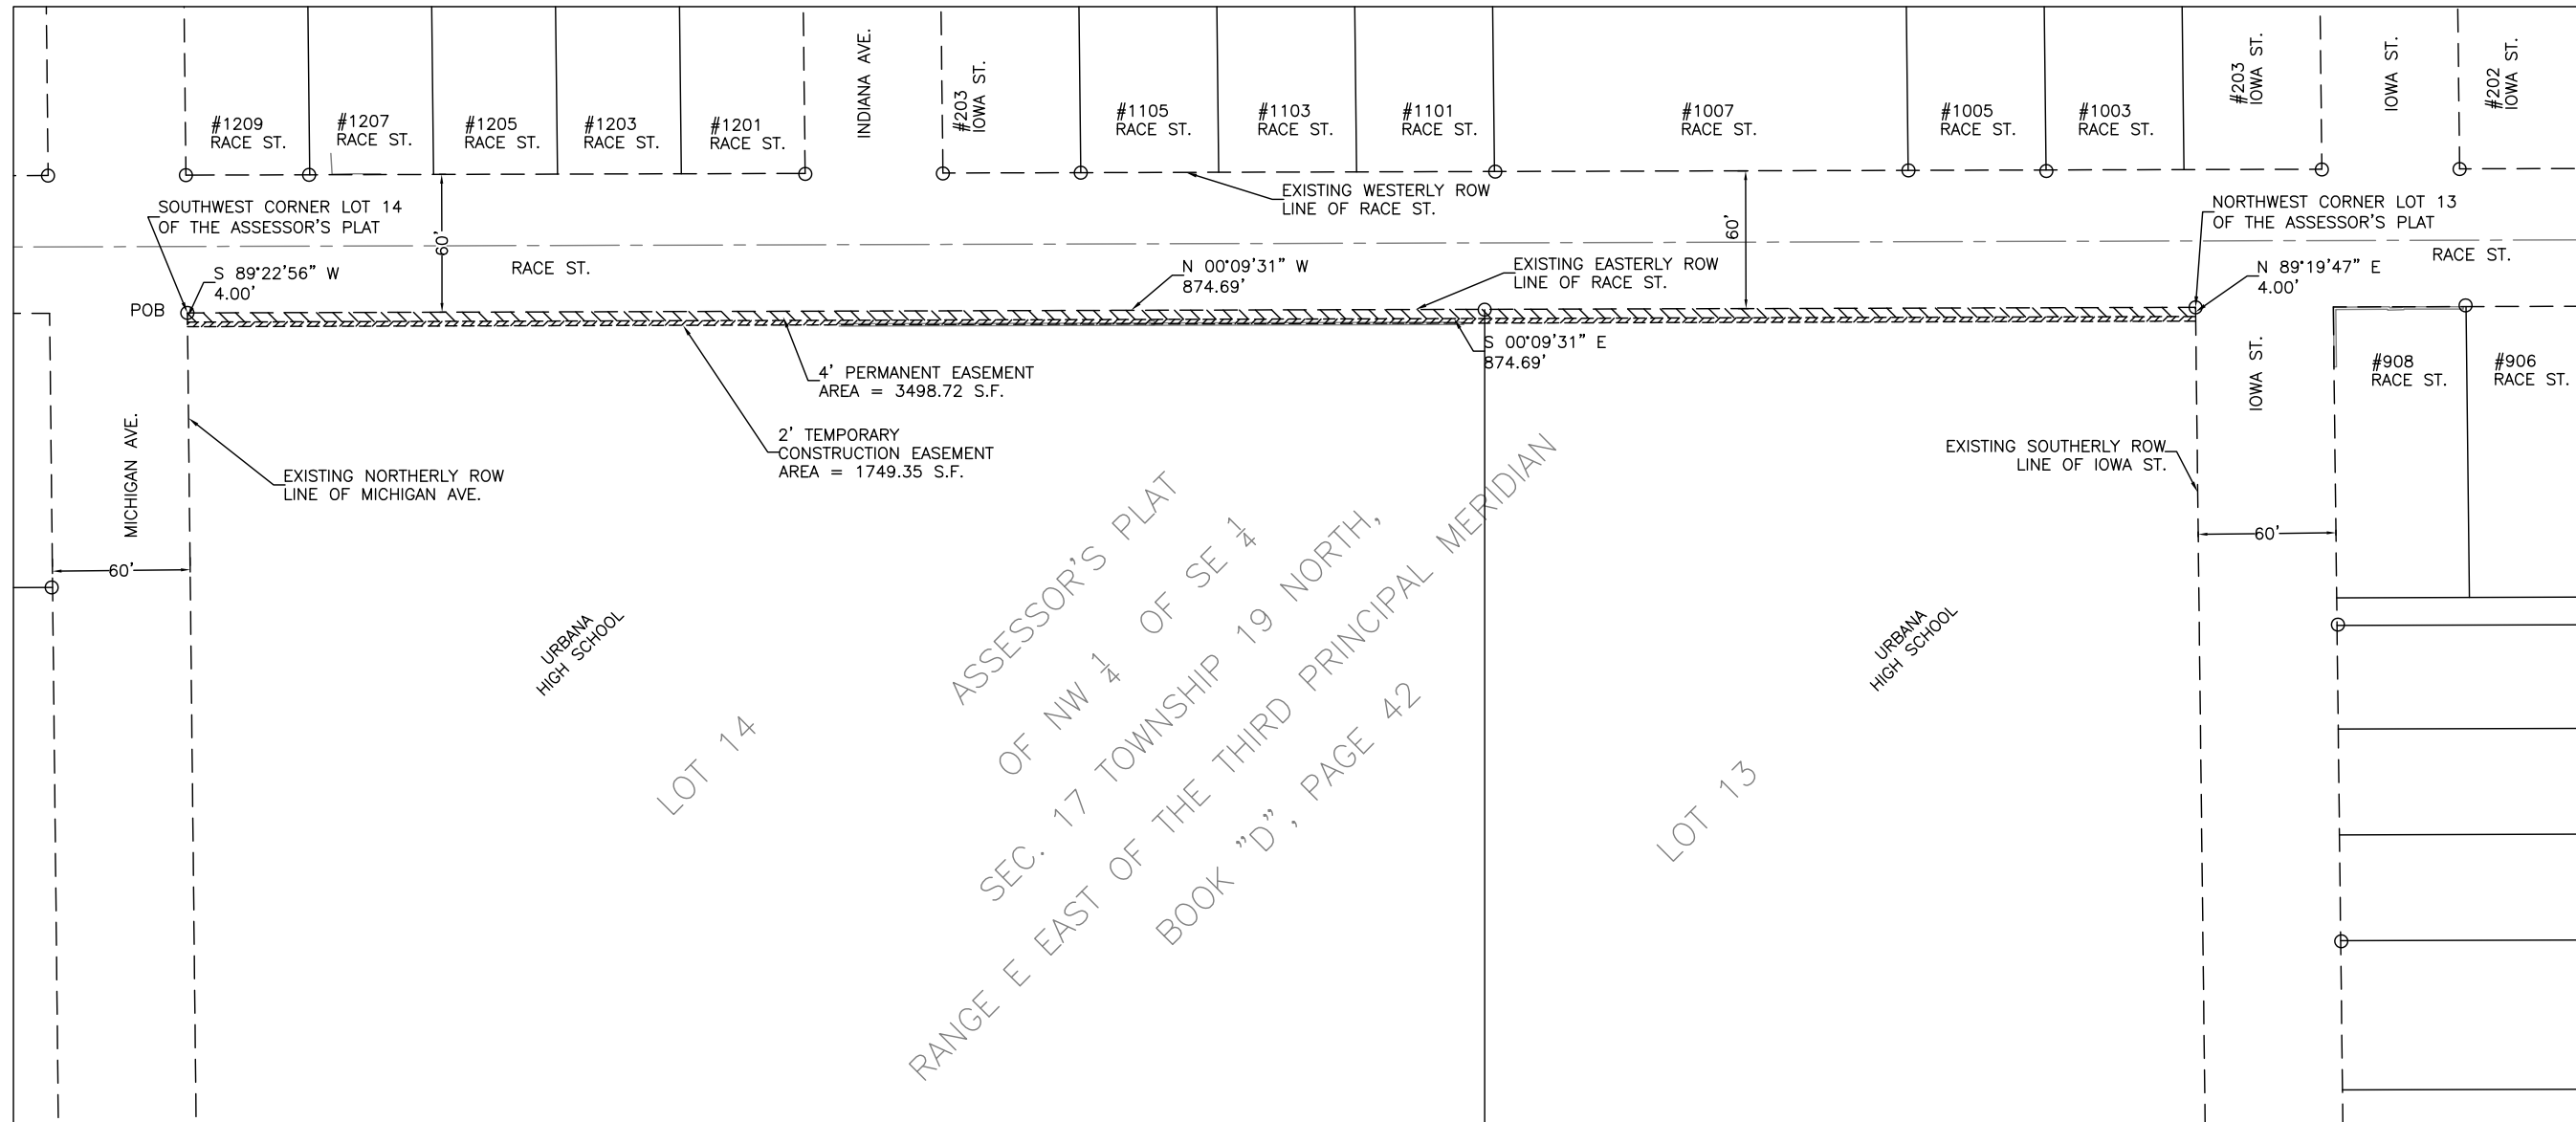 #1209
RACE ST.
#1207
RACE ST.
#1205
RACE ST.
#1203
RACE ST.
#1201
RACE ST.
INDIANA AVE.
#203
IOWA ST.
#1105
RACE ST.
#1103
RACE ST.
#1101
RACE ST.
#1007
RACE ST.
#1005
RACE ST.
#1003
RACE ST.
#203
IOWA ST.
IOWA ST.
#202
IOWA ST.
SOUTHWEST CORNER LOT 14
OF THE ASSESSOR'S PLAT
60'
EXISTING WESTERLY ROW
LINE OF RACE ST.
60'
NORTHWEST CORNER LOT 13
OF THE ASSESSOR'S PLAT
S 89°22'56" W
4.00'
RACE ST.
N 00°09'31" W
874.69'
EXISTING EASTERLY ROW
LINE OF RACE ST.
RACE ST.
N 89°19'47" E
4.00'
POB
S 00°09'31" E
874.69'
4' PERMANENT EASEMENT
AREA = 3498.72 S.F.
2' TEMPORARY
CONSTRUCTION EASEMENT
AREA = 1749.35 S.F.
IOWA ST.
#908
RACE ST.
#906
RACE ST.
MICHIGAN AVE.
EXISTING NORTHERLY ROW
LINE OF MICHIGAN AVE.
EXISTING SOUTHERLY ROW
LINE OF IOWA ST.
60'
60'
URBANA
HIGH SCHOOL
LOT 14
ASSESSOR'S PLAT
OF NW 1/4 OF SE 1/4
SEC. 17 TOWNSHIP 19 NORTH,
RANGE E EAST OF THE THIRD PRINCIPAL MERIDIAN
BOOK "D", PAGE 42
URBANA
HIGH SCHOOL
LOT 13